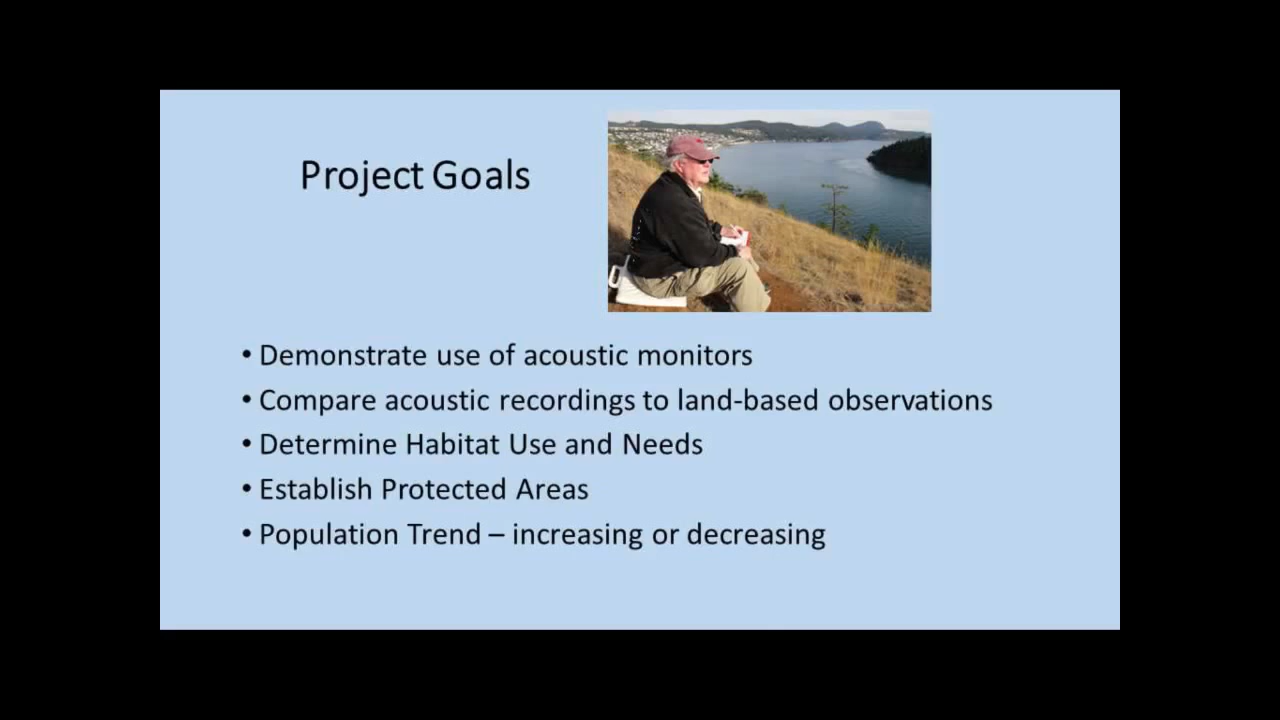 Project Goals
• Demonstrate use of acoustic monitors
• Compare acoustic recordings to land-based observations
• Determine Habitat Use and Needs
• Establish Protected Areas
• Population Trend – increasing or decreasing